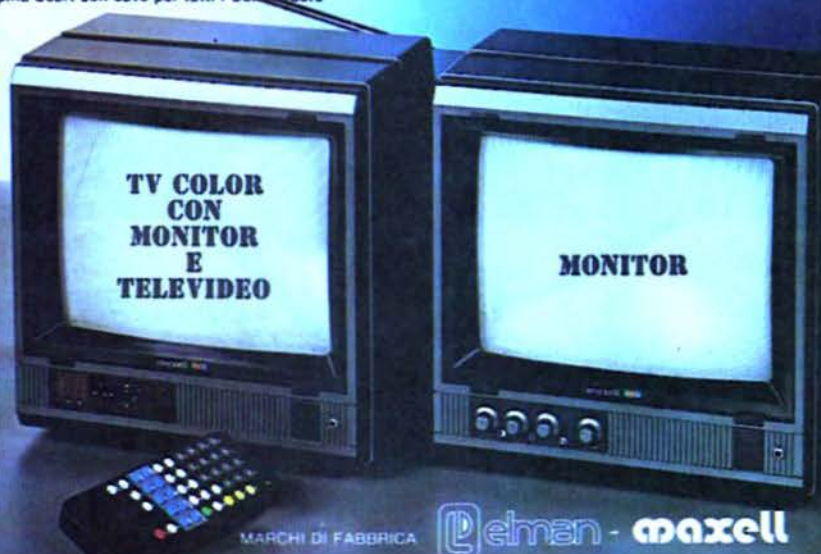 TV COLOR
CON
MONITOR
E
TELEVIDEO
MONITOR
MARCHI DI FABBRICA elman - maxell